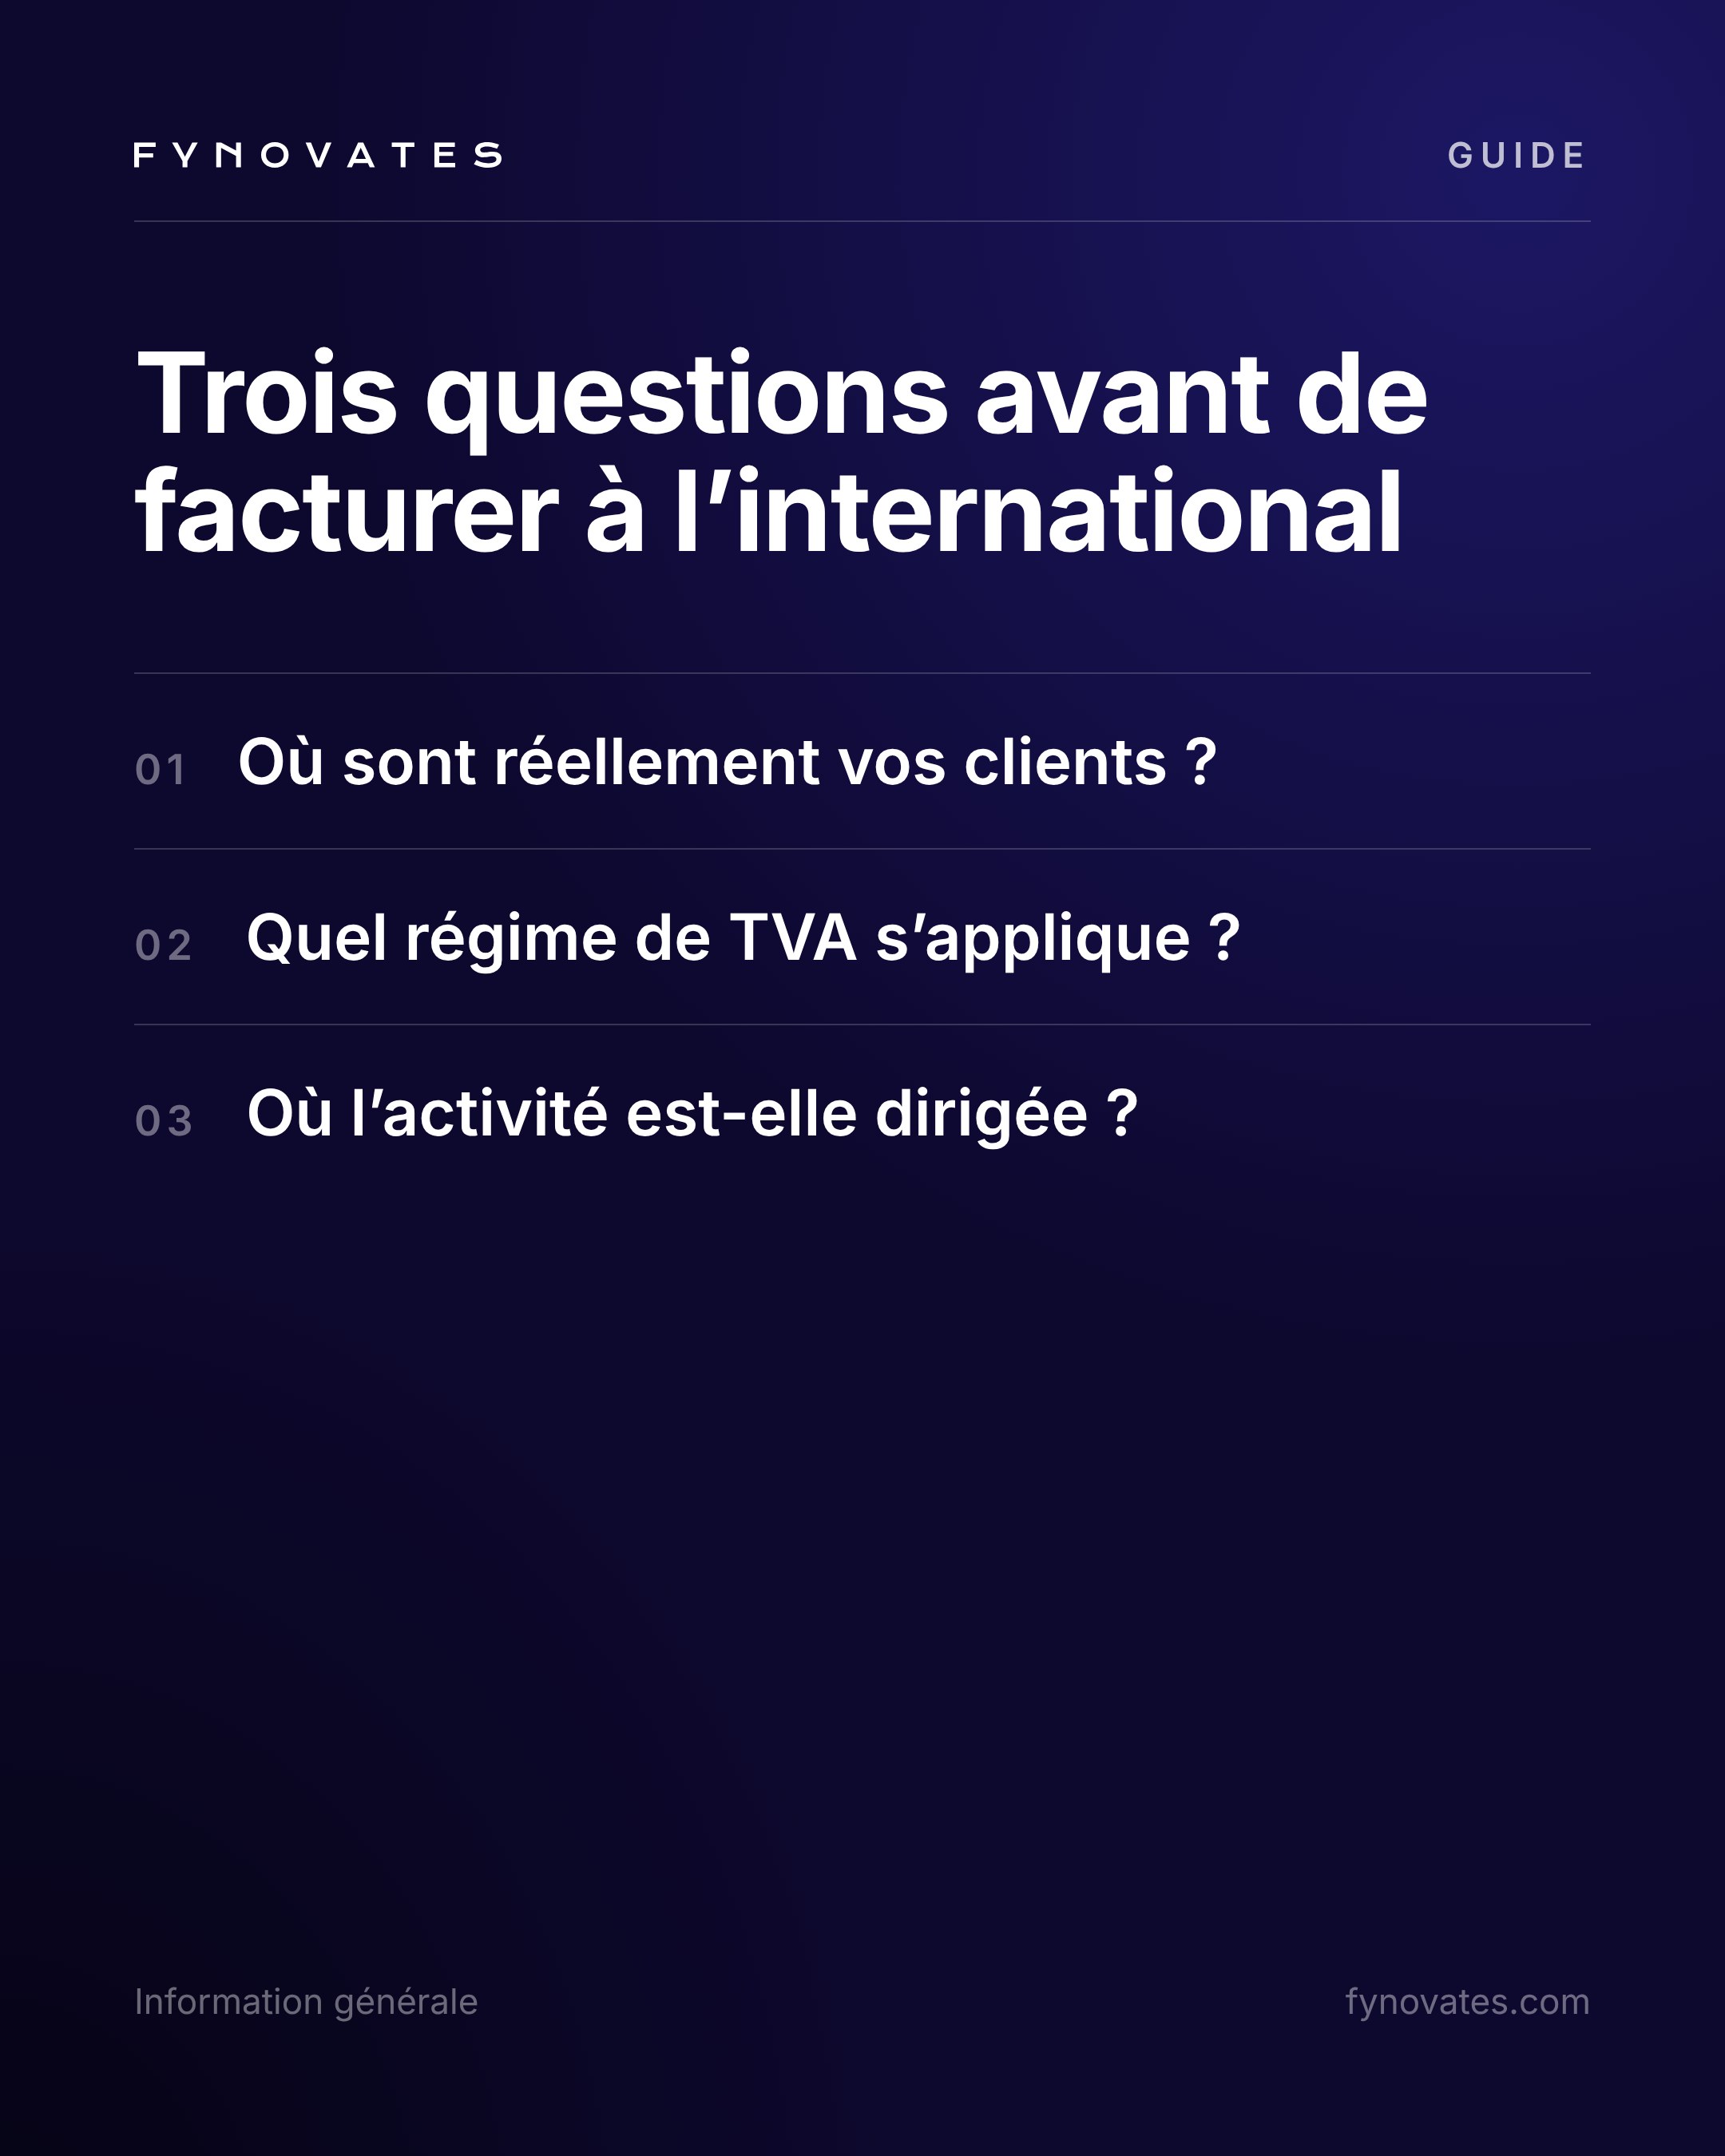 FYNOVATES
GUIDE
Trois questions avant de
facturer à l’international
01 Où sont réellement vos clients ?
02 Quel régime de TVA s’applique ?
03 Où l’activité est-elle dirigée ?
Information générale
fynovates.com